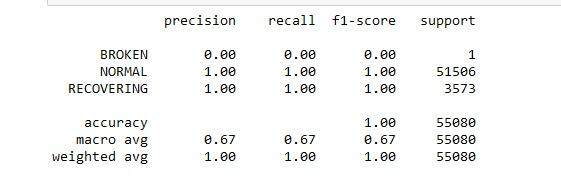 precision recall f1-score support
BROKEN 0.00 0.00 0.00 1
NORMAL 1.00 1.00 1.00 51506
RECOVERING 1.00 1.00 1.00 3573
accuracy 1.00 55080
macro avg 0.67 0.67 0.67 55080
weighted avg 1.00 1.00 1.00 55080